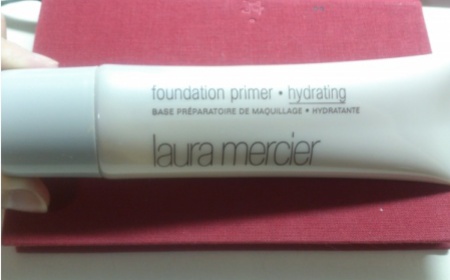 foundation primer • hydrating
BASE PRÉPARATOIRE DE MAQUILLAGE • HYDRATANTE
laura mercier